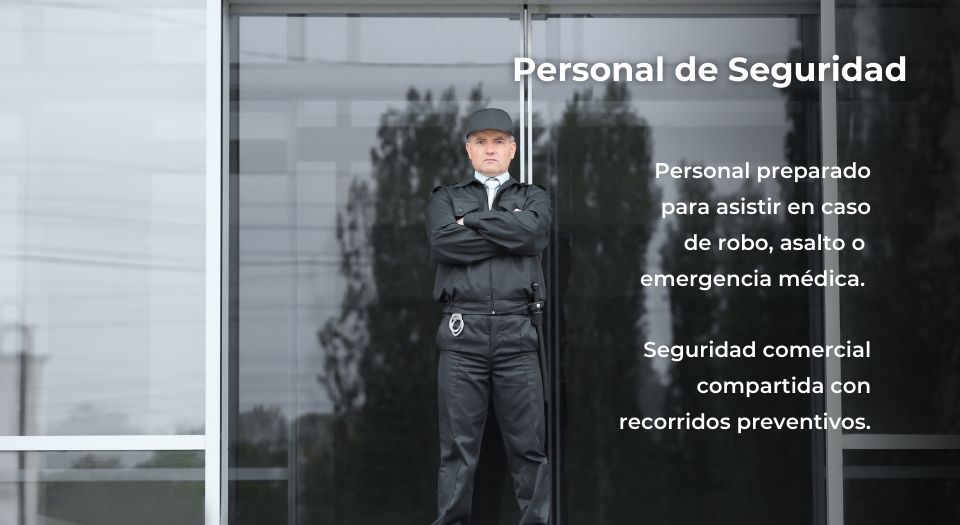 Personal de Seguridad
Personal preparado
para asistir en caso
de robo, asalto o
emergencia médica.
Seguridad comercial
compartida con
recorridos preventivos.